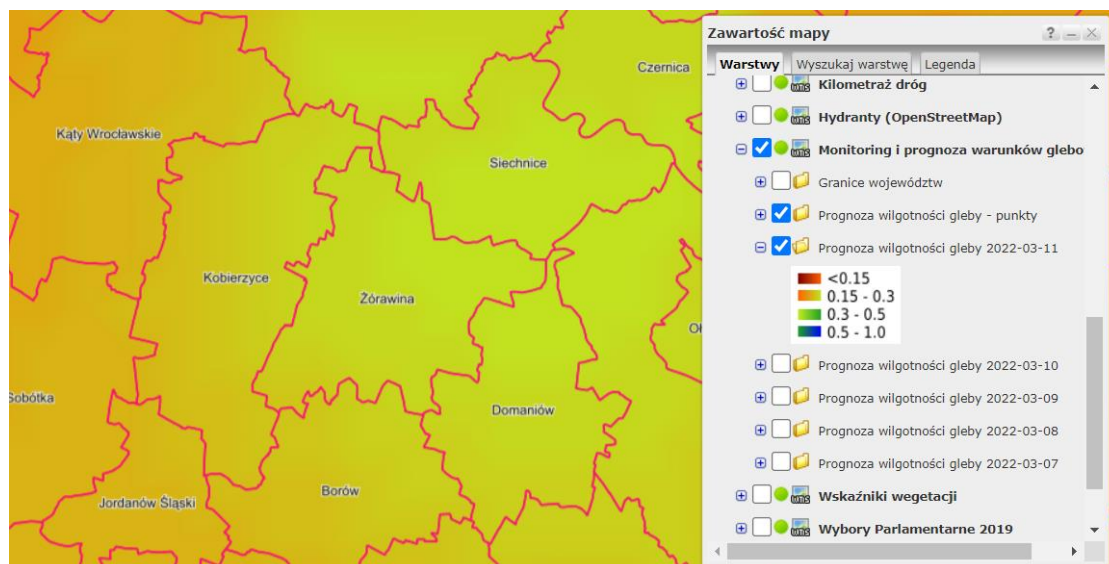 Czernica
Kąty Wrocławskie
Siechnice
Kobierzyce
Żórawina
Sobótka
Domaniów
Borów
Jordanów Śląski
Zawartość mapy
? – ×
Warstwy Wyszukaj warstwę Legenda
Kilometraż dróg
Hydranty (OpenStreetMap)
Monitoring i prognoza warunków glebo
Granice województw
Prognoza wilgotności gleby - punkty
Prognoza wilgotności gleby 2022-03-11
<0.15
0.15 - 0.3
0.3 - 0.5
0.5 - 1.0
Prognoza wilgotności gleby 2022-03-10
Prognoza wilgotności gleby 2022-03-09
Prognoza wilgotności gleby 2022-03-08
Prognoza wilgotności gleby 2022-03-07
Wskaźniki wegetacji
Wybory Parlamentarne 2019